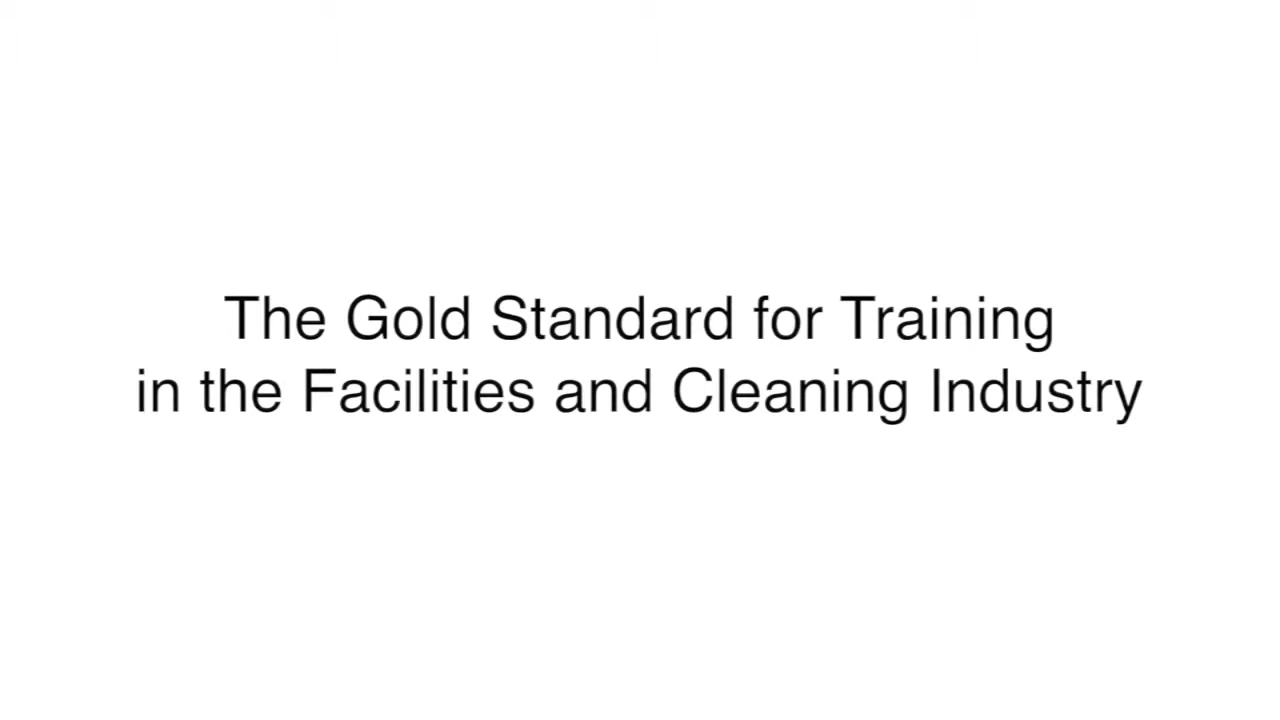 The Gold Standard for Training
in the Facilities and Cleaning Industry